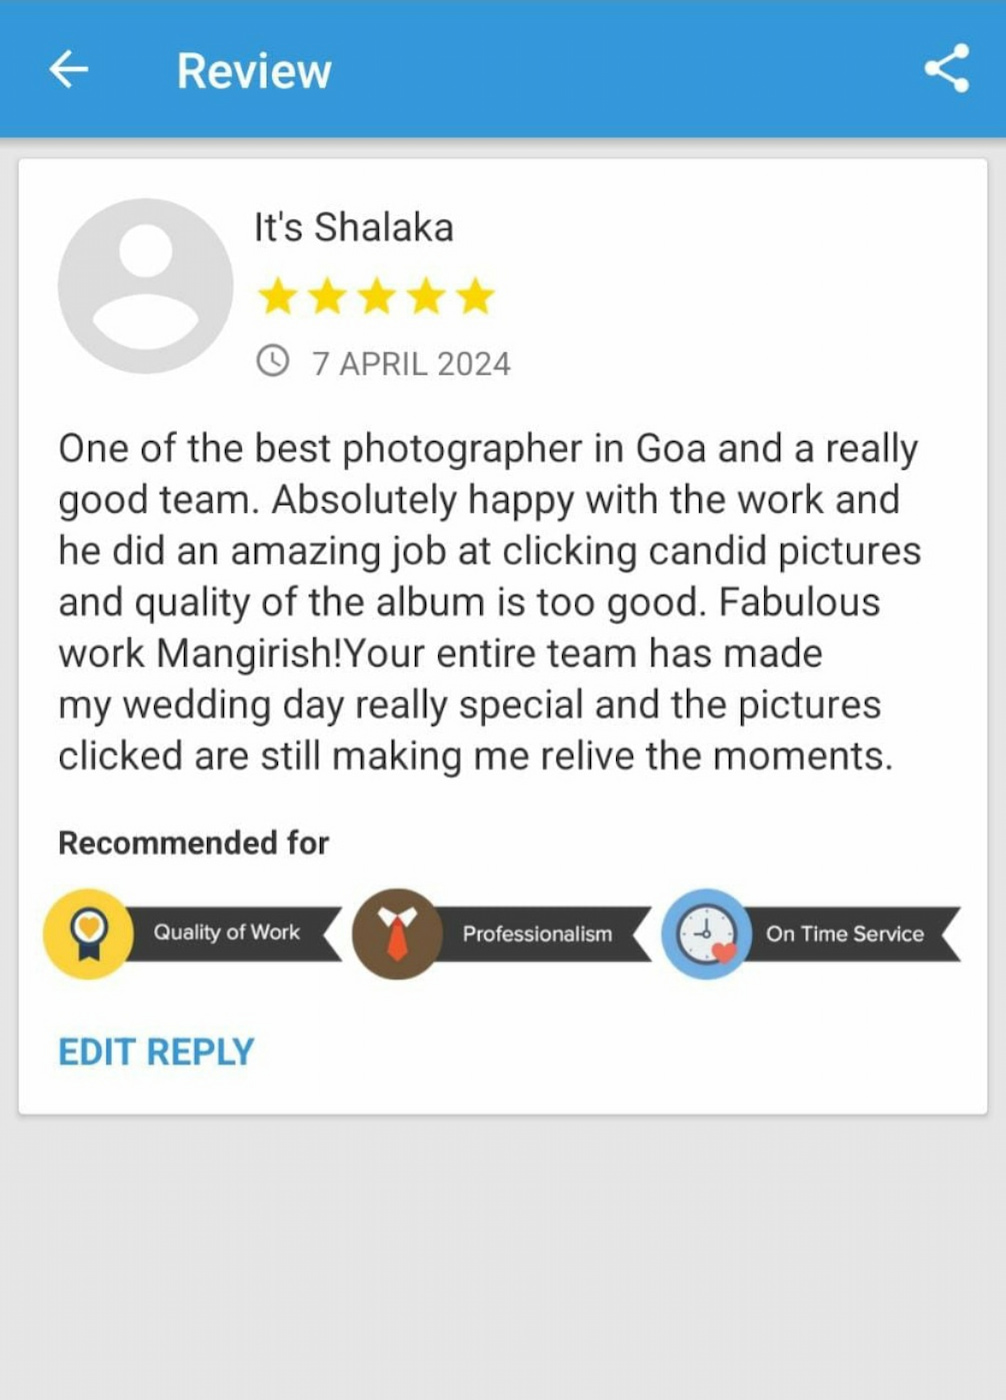 Review
It's Shalaka
7 APRIL 2024
One of the best photographer in Goa and a really
good team. Absolutely happy with the work and
he did an amazing job at clicking candid pictures
and quality of the album is too good. Fabulous
work Mangirish!Your entire team has made
my wedding day really special and the pictures
clicked are still making me relive the moments.
Recommended for
Quality of Work
Professionalism
On Time Service
EDIT REPLY